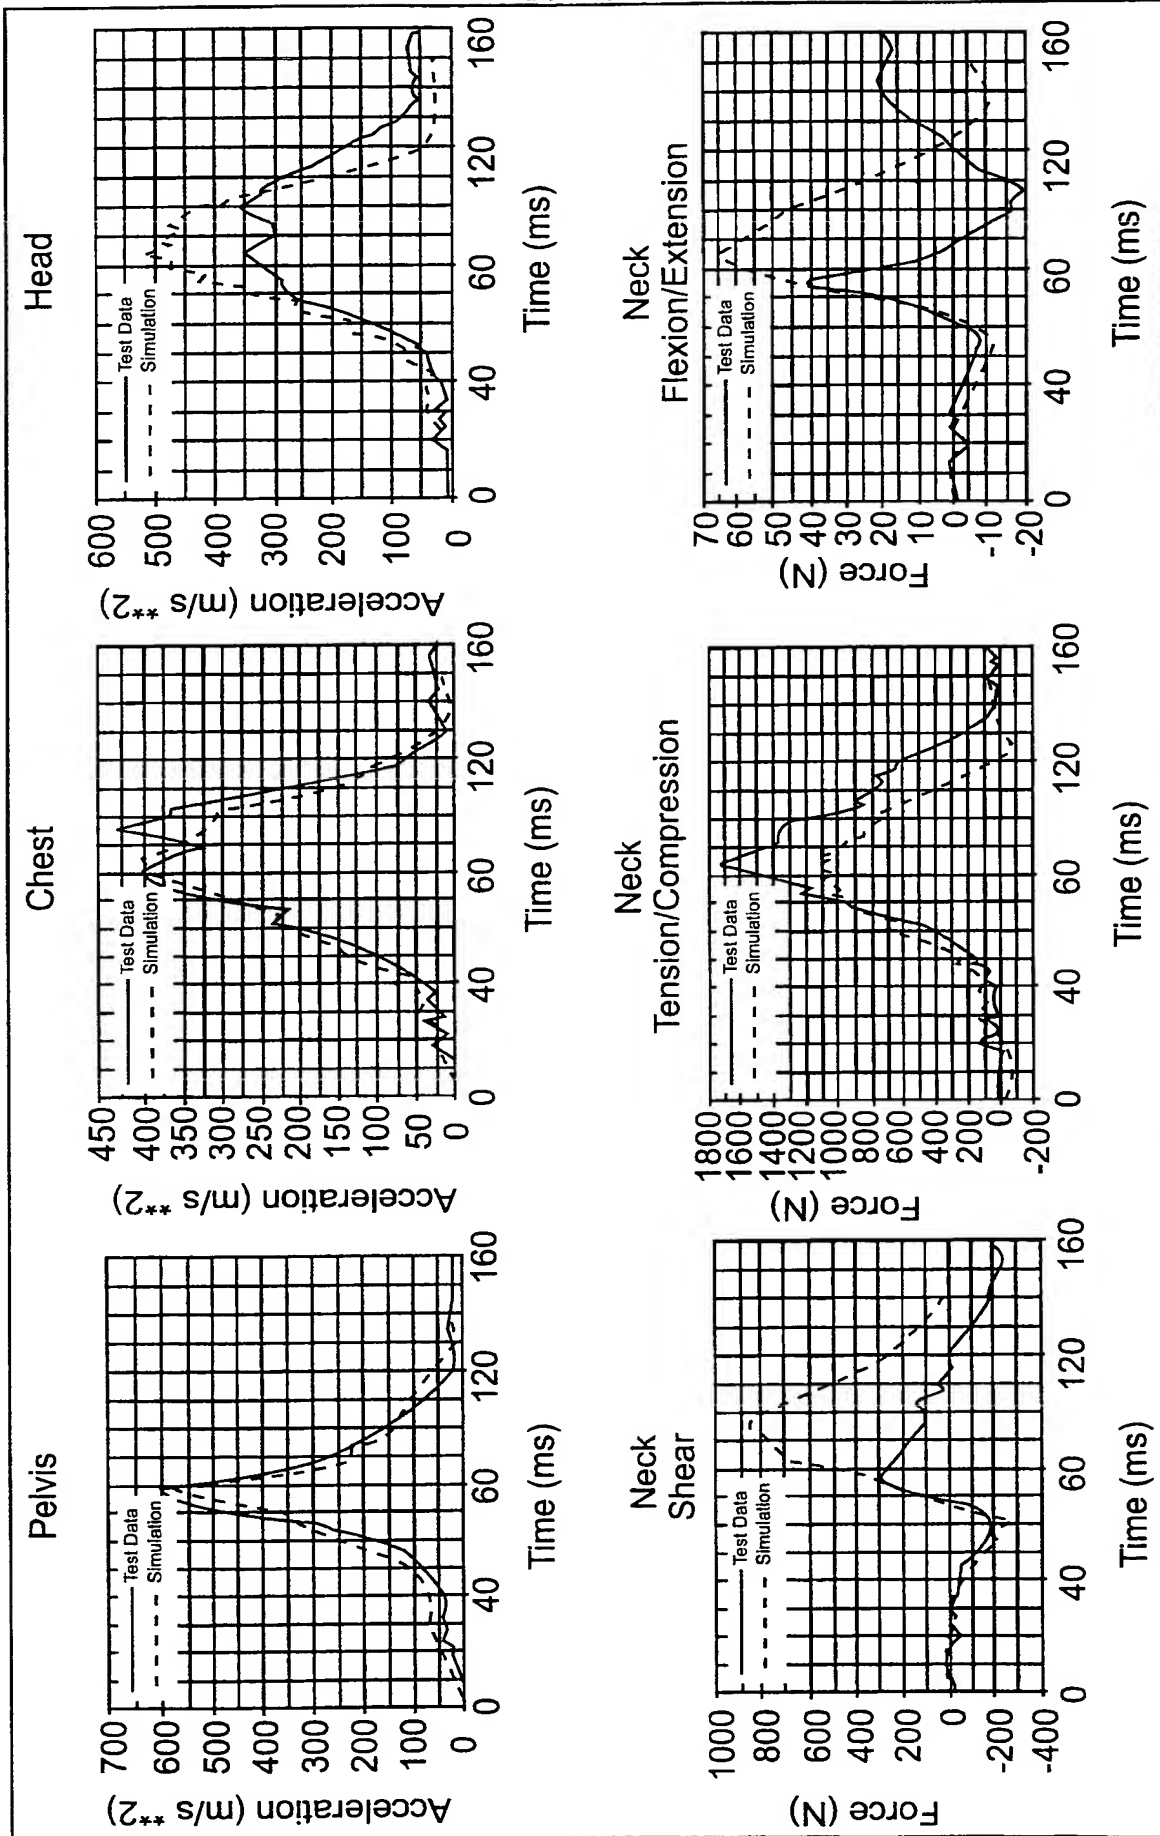 Pelvis
Acceleration (m/s **2)
700
600
500
400
300
200
100
0
Test Data
Simulation
0
40
60
120
160
Time (ms)
Chest
Acceleration (m/s **2)
450
400
350
300
250
200
150
100
50
0
Test Data
Simulation
0
40
60
120
160
Time (ms)
Head
Acceleration (m/s **2)
600
500
400
300
200
100
0
Test Data
Simulation
0
40
60
120
160
Time (ms)
Neck
Shear
Force (N)
1000
800
600
400
200
0
-200
-400
Test Data
Simulation
0
40
60
120
160
Time (ms)
Neck
Tension/Compression
Force (N)
1800
1600
1400
1200
1000
800
600
400
200
0
-200
Test Data
Simulation
0
40
60
120
160
Time (ms)
Neck
Flexion/Extension
Force (N)
70
60
50
40
30
20
10
0
-10
-20
Test Data
Simulation
0
40
60
120
160
Time (ms)